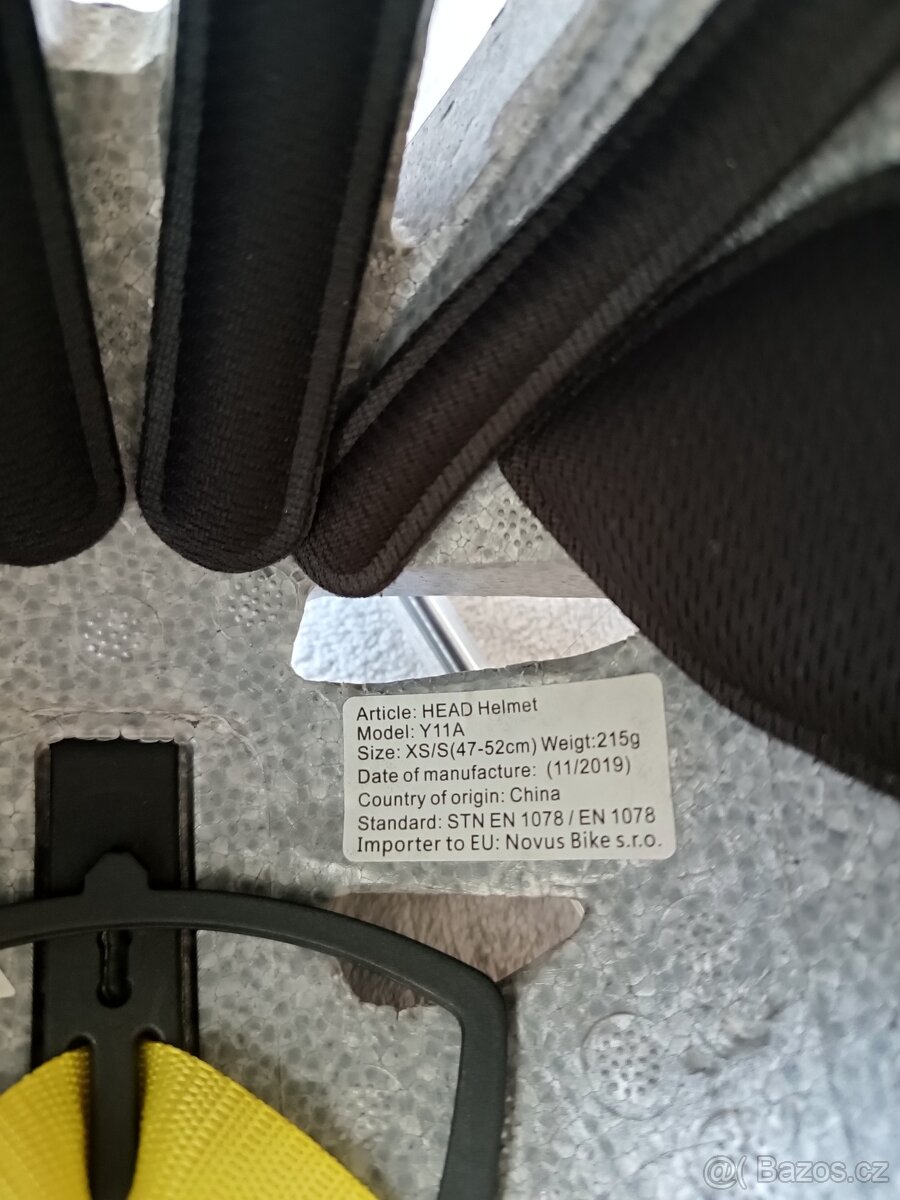 Article: HEAD Helmet
Model: Y11A
Size: XS/S(47-52cm) Weigt:215g
Date of manufacture: (11/2019)
Country of origin: China
Standard: STN EN 1078 / EN 1078
Importer to EU: Novus Bike s.r.o.
@( Bazos.cz